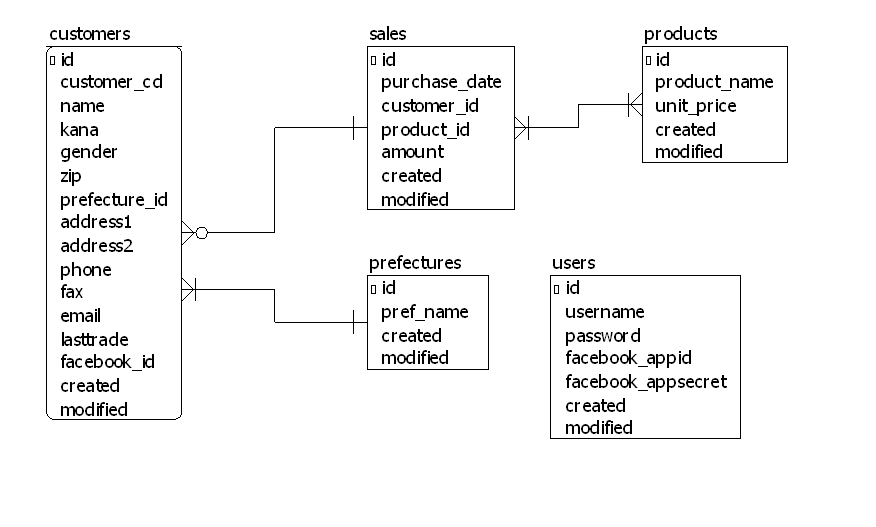 customers
id
customer_cd
name
kana
gender
zip
prefecture_id
address1
address2
phone
fax
email
lasttrade
facebook_id
created
modified
sales
id
purchase_date
customer_id
product_id
amount
created
modified
products
id
product_name
unit_price
created
modified
prefectures
id
pref_name
created
modified
users
id
username
password
facebook_appid
facebook_appsecret
created
modified